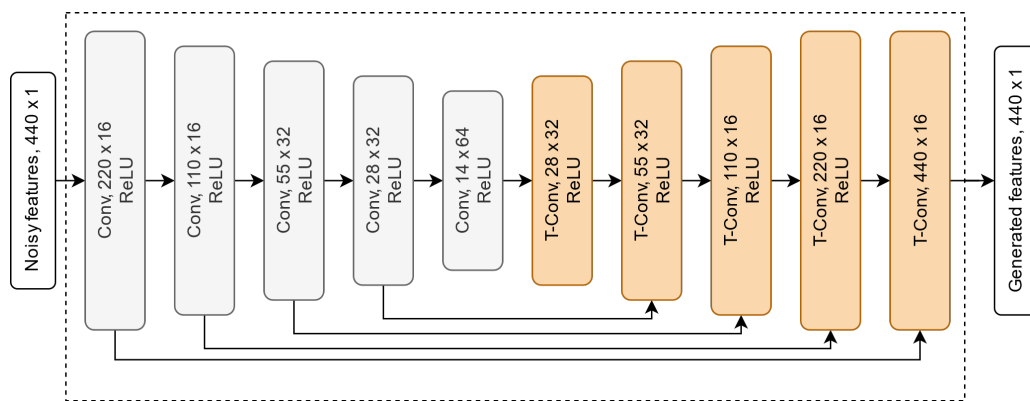 Noisy features, 440 x 1
Conv, 220 x 16
ReLU
Conv, 110 x 16
ReLU
Conv, 55 x 32
ReLU
Conv, 28 x 32
ReLU
Conv, 14 x 64
ReLU
T-Conv, 28 x 32
ReLU
T-Conv, 55 x 32
ReLU
T-Conv, 110 x 16
ReLU
T-Conv, 220 x 16
ReLU
T-Conv, 440 x 16
Generated features, 440 x 1